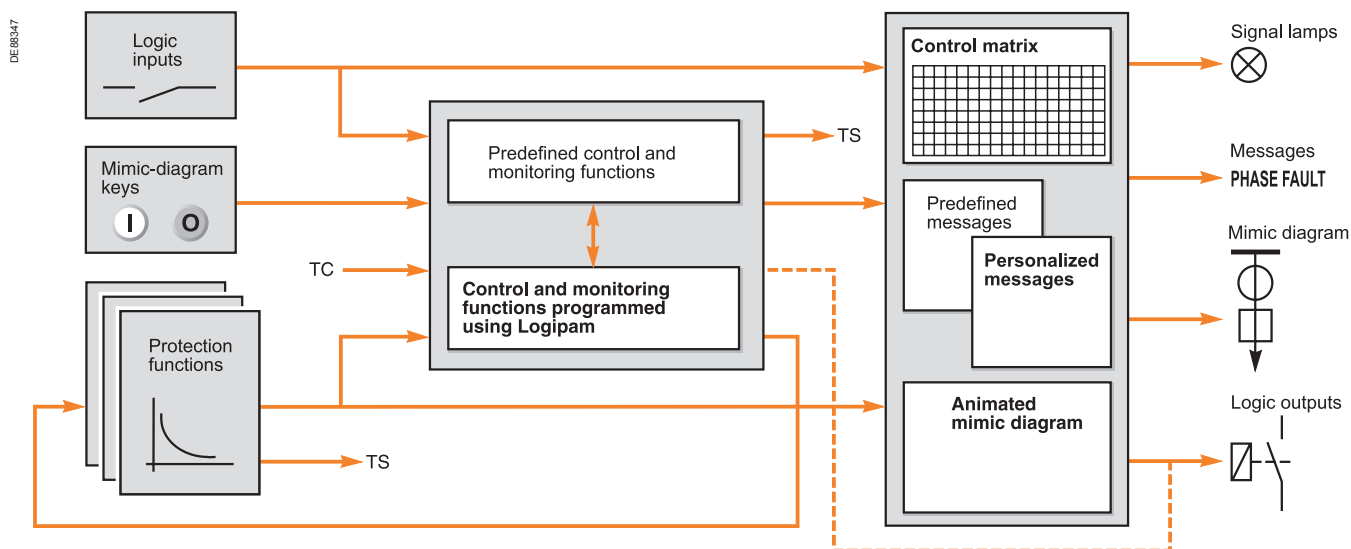 DE88347
Logic
inputs
Mimic-diagram
keys
I
O
Protection
functions
TS
TC
Predefined control and
monitoring functions
TS
Control and monitoring
functions programmed
using Logipam
Control matrix
Predefined
messages
Personalized
messages
Animated
mimic diagram
Signal lamps
Messages
PHASE FAULT
Mimic diagram
Logic outputs